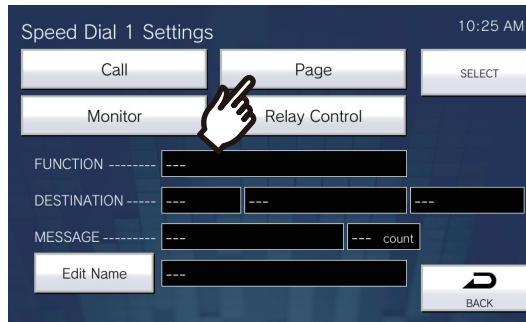 Speed Dial 1 Settings 10:25 AM
Call Page SELECT
Monitor Relay Control
FUNCTION -------- ---
DESTINATION ----- --- --- ---
MESSAGE --------- --- --- count
Edit Name ---
BACK